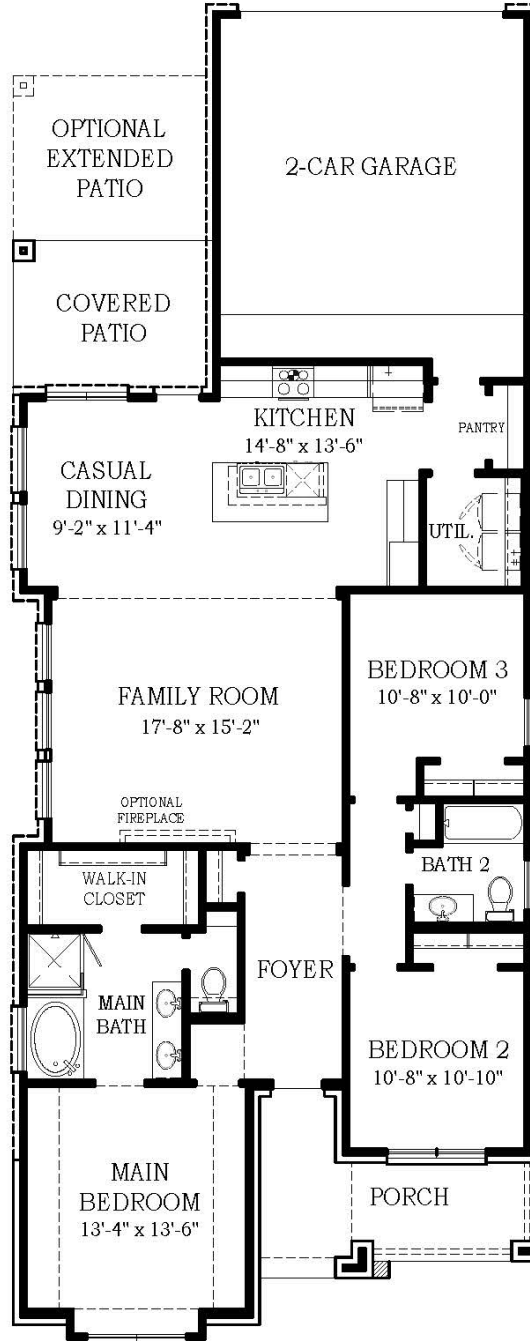 OPTIONAL
EXTENDED
PATIO
2-CAR GARAGE
COVERED
PATIO
KITCHEN
14'-8" x 13'-6"
PANTRY
CASUAL
DINING
9'-2" x 11'-4"
UTIL.
BEDROOM 3
10'-8" x 10'-0"
FAMILY ROOM
17'-8" x 15'-2"
OPTIONAL
FIREPLACE
WALK-IN
CLOSET
BATH 2
FOYER
MAIN
BATH
BEDROOM 2
10'-8" x 10'-10"
MAIN
BEDROOM
13'-4" x 13'-6"
PORCH